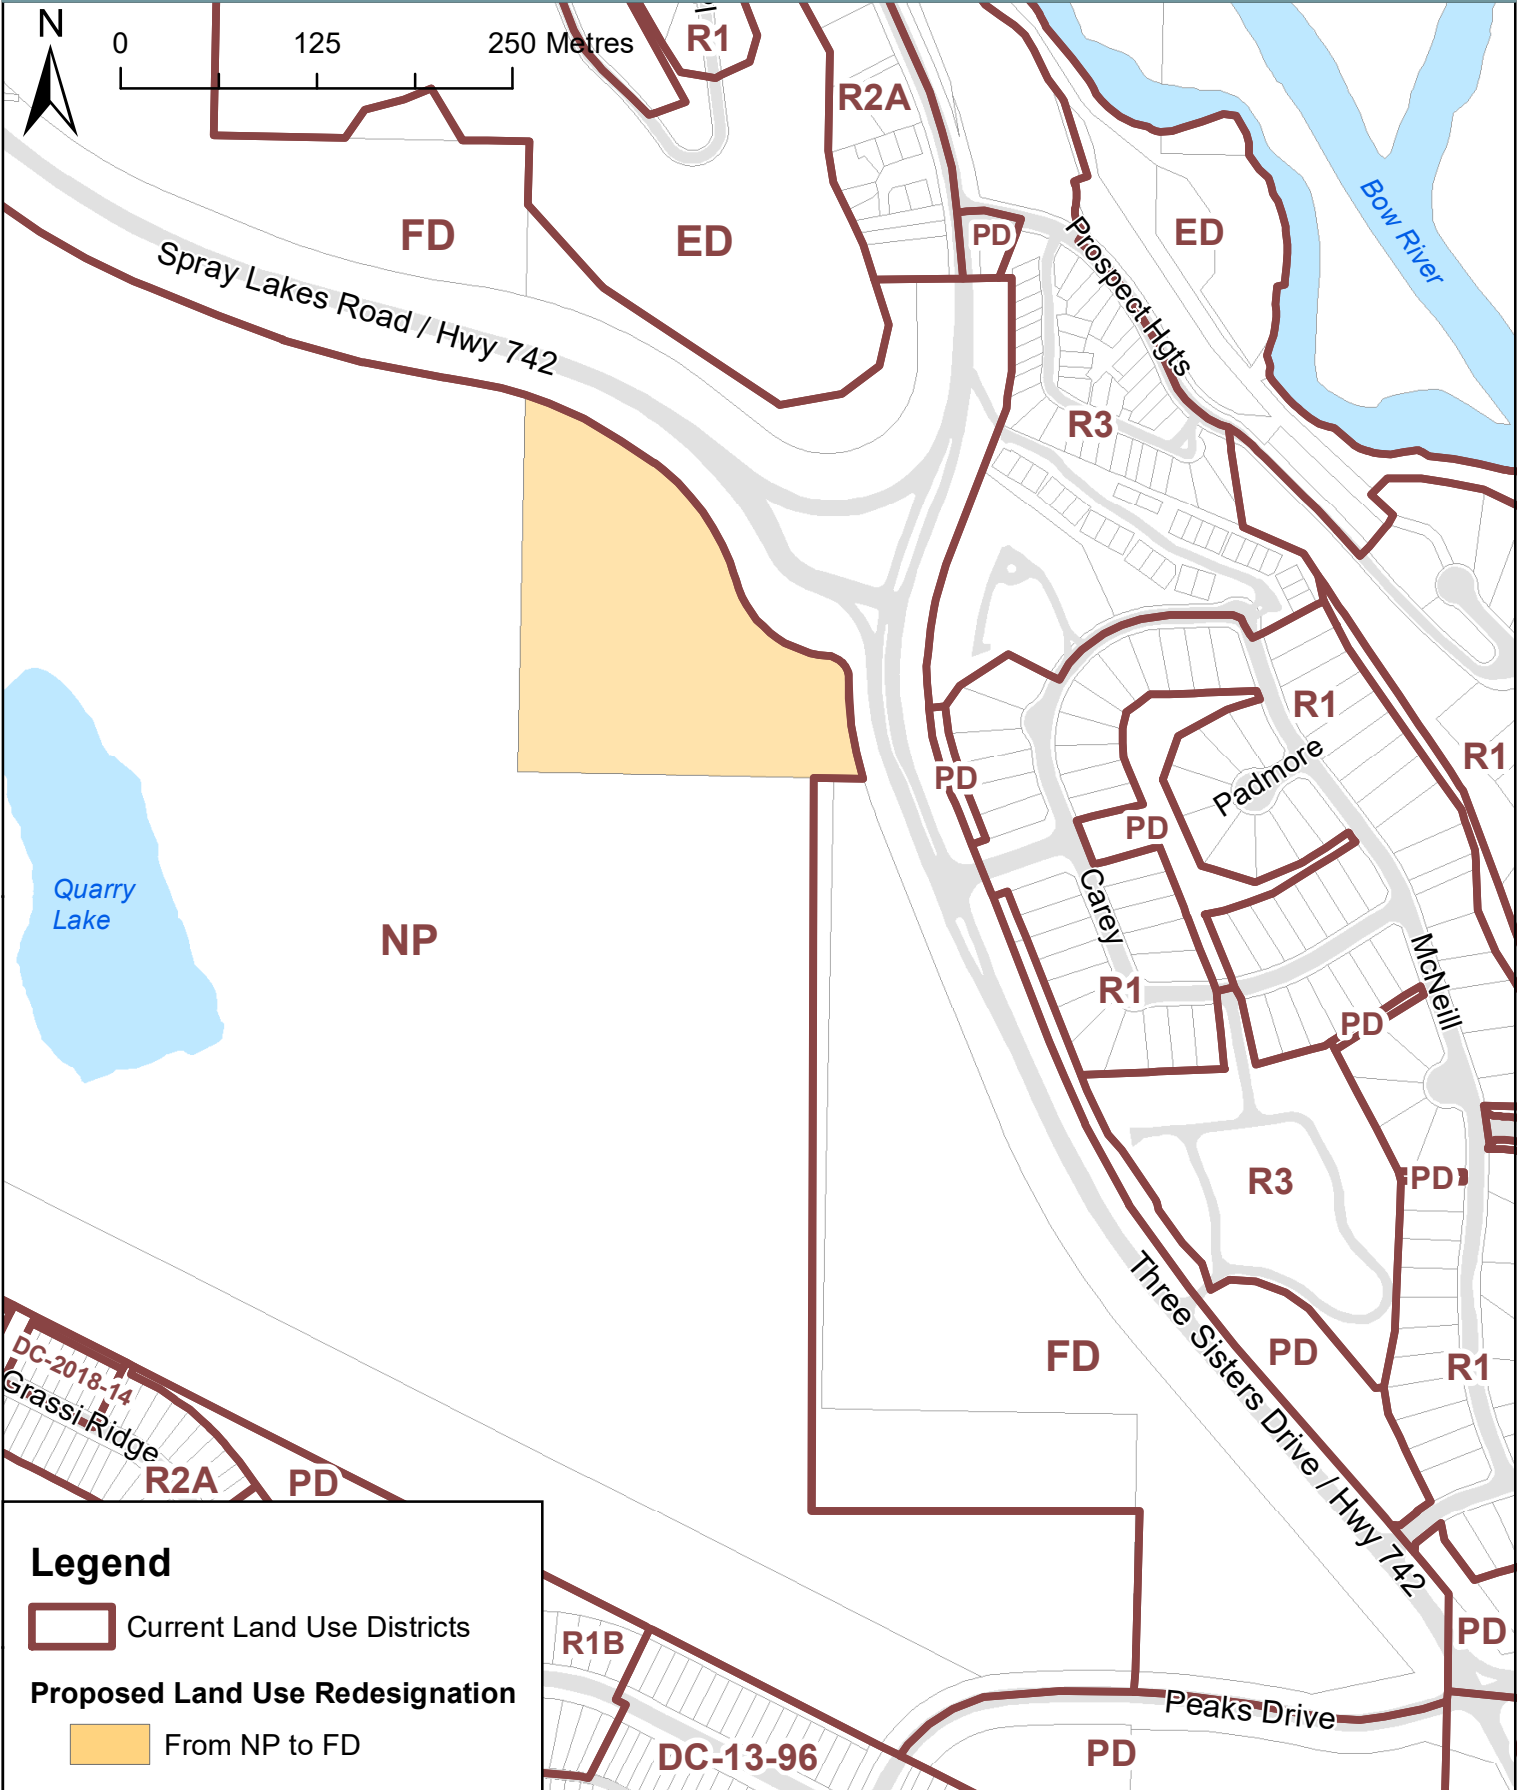 N
0 125 250 Metres
R1
R2A
FD
ED
PD
ED
Prospect Hgts
Bow River
Spray Lakes Road / Hwy 742
R3
R1
R1
Padmore
PD
PD
Carey
McNeill
Quarry
Lake
NP
R1
PD
R3
PD
Three Sisters Drive / Hwy 742
FD
PD
R1
DC-2018-14
Grassi Ridge
R2A
PD
Legend
Current Land Use Districts
Proposed Land Use Redesignation
From NP to FD
R1B
DC-13-96
Peaks Drive
PD
PD